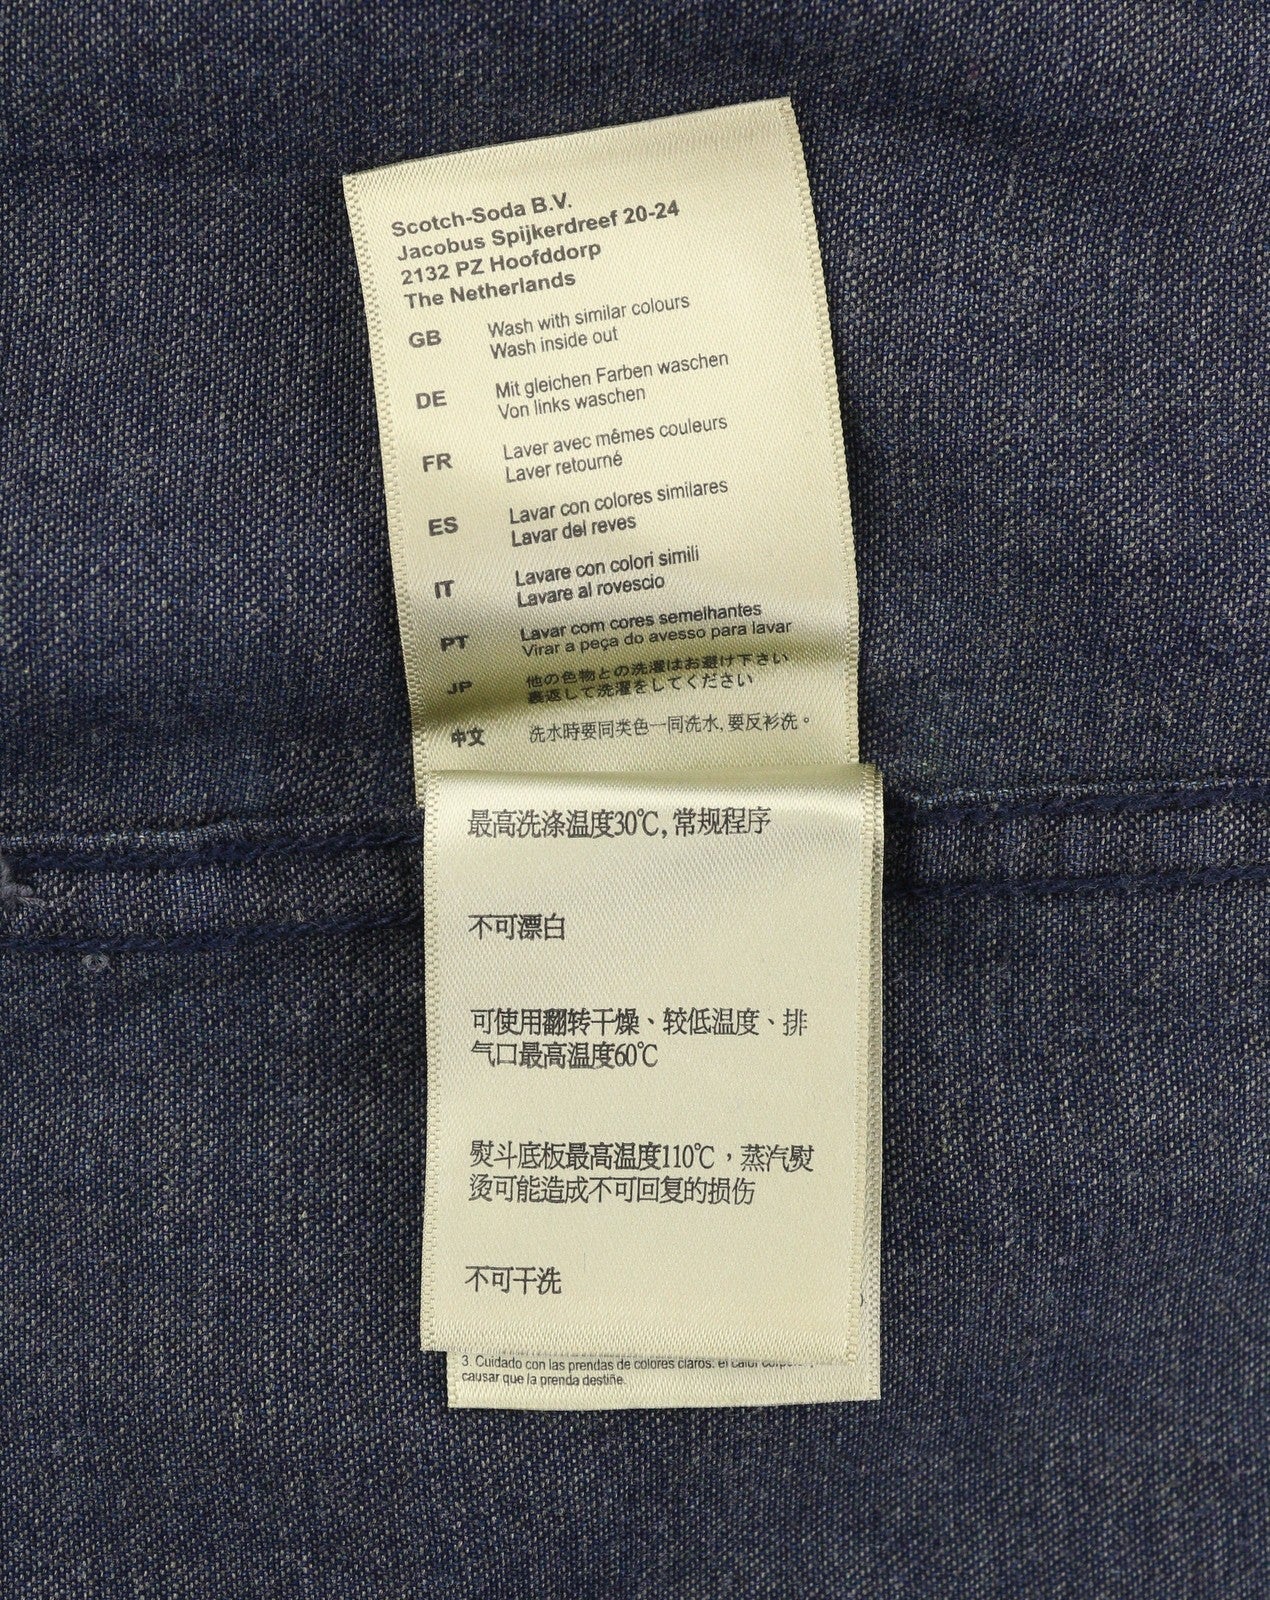 Scotch-Soda B.V.
Jacobus Spijkerdreef 20-24
2132 PZ Hoofddorp
The Netherlands
GB Wash with similar colours
Wash inside out
DE Mit gleichen Farben waschen
Von links waschen
FR Laver avec mêmes couleurs
Laver retourné
ES Lavar con colores similares
Lavar del reves
IT Lavare con colori simili
Lavare al rovescio
PT Lavar com cores semelhantes
Virar a peça do avesso para lavar
JP 他の色物との洗濯はお避け下さい
裏返して洗濯をしてください
中文 洗水時要同类色一同洗水,要反衫洗。
最高洗涤温度30℃,常规程序
不可漂白
可使用翻转干燥、较低温度、排
气口最高温度60℃
熨斗底板最高温度110℃，蒸汽熨
烫可能造成不可回复的损伤
不可干洗
3. Cuidado con las prendas de colores claros. el calor
causar que la prenda destiñe.